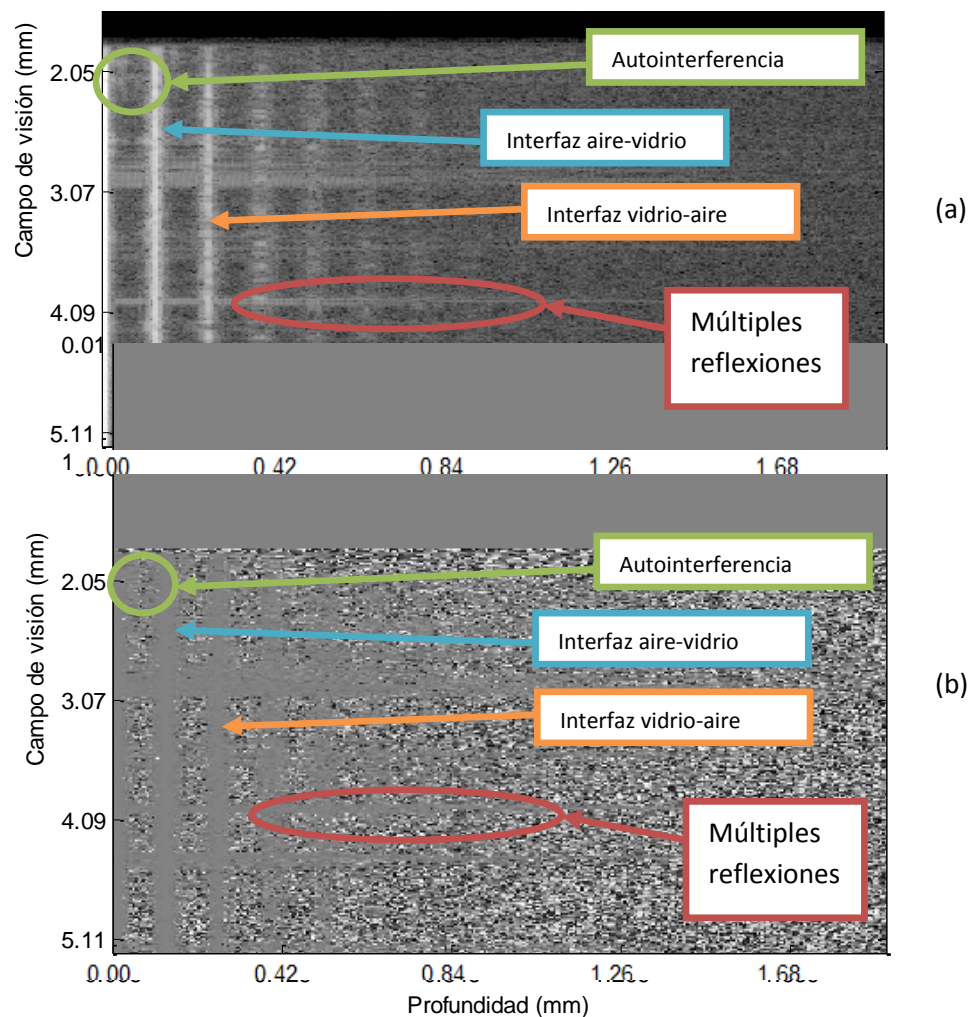 Campo de visión (mm)
2.05
3.07
4.09
0.01
5.11
Autointerferencia
Interfaz aire-vidrio
Interfaz vidrio-aire
Múltiples
reflexiones
(a)
0.00
0.42
0.84
1.26
1.68
Campo de visión (mm)
2.05
3.07
4.09
5.11
Autointerferencia
Interfaz aire-vidrio
Interfaz vidrio-aire
Múltiples
reflexiones
(b)
0.00
0.42
0.84
1.26
1.68
Profundidad (mm)